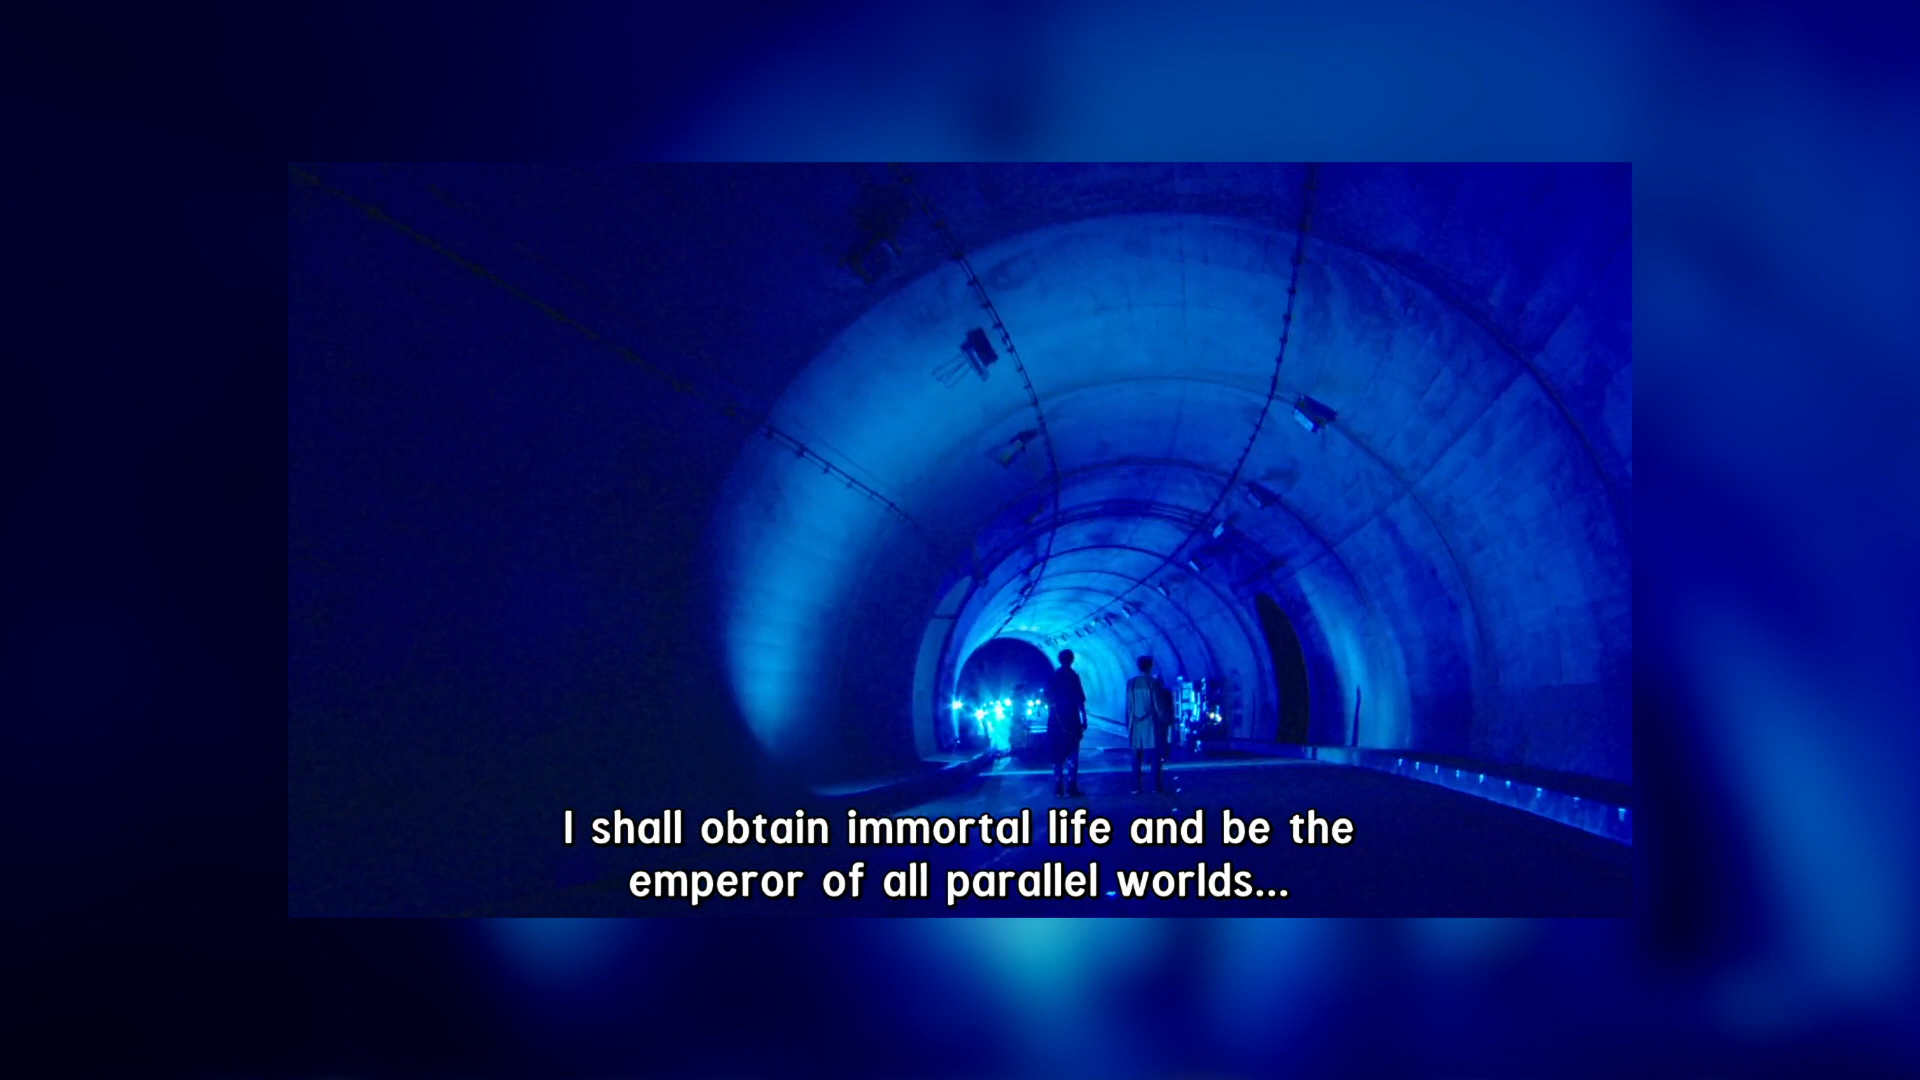 I shall obtain immortal life and be the
emperor of all parallel worlds...